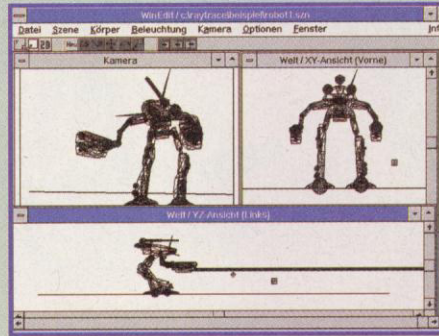 WinEdit / c:\raytrace\beispiel\robot1.szn
Datei Szene Körper Beleuchtung Kamera Optionen Fenster
Kamera
Welt / XY-Ansicht (Vorne)
Welt / YZ-Ansicht (Links)